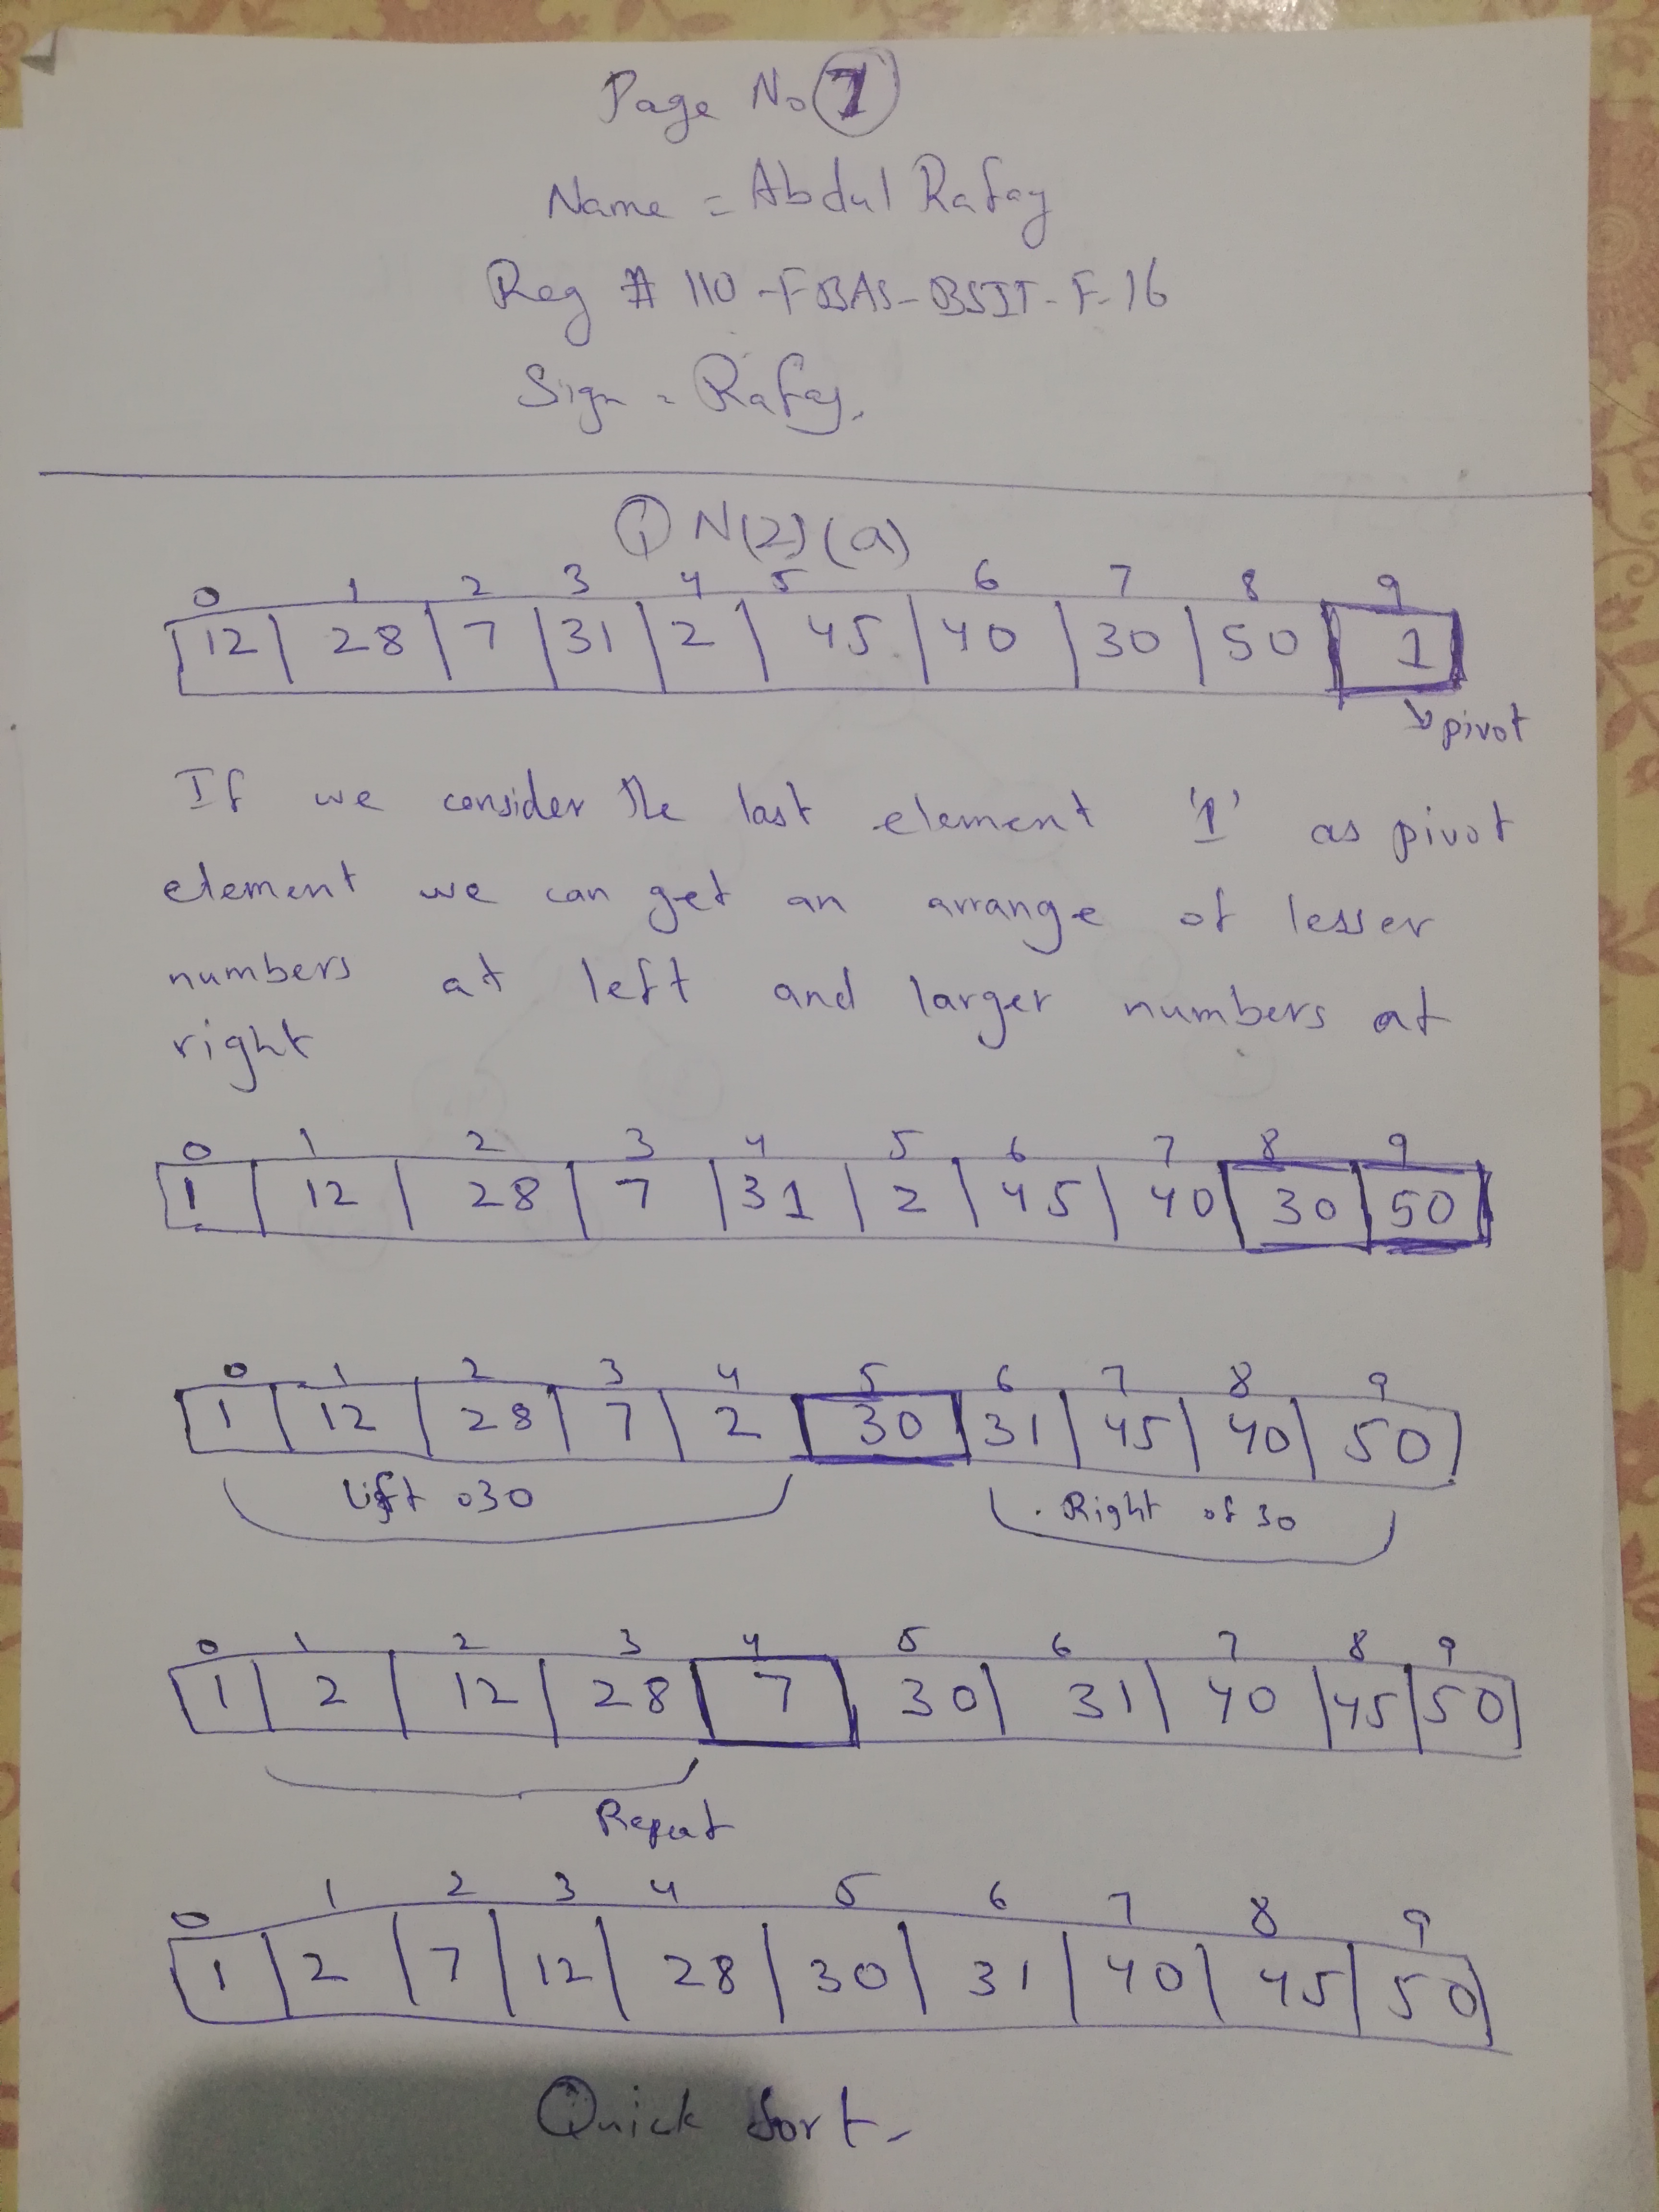 Page No 1
Name = Abdul Rafay
Reg # 110-FBAS-BSIT-F-16
Sign = Rafay.
Q N(2)(a)
0 1 2 3 4 5 6 7 8 9
12 28 7 31 2 45 40 30 50 1
pivot
If we consider the last element '1' as pivot
element we can get an arrange of lesser
numbers at left and larger numbers at
right
0 1 2 3 4 5 6 7 8 9
1 12 28 7 31 2 45 40 30 50
0 1 2 3 4 5 6 7 8 9
1 12 28 7 2 30 31 45 40 50
left o30 Right of 30
0 1 2 3 4 5 6 7 8 9
1 2 12 28 7 30 31 40 45 50
Repeat
0 1 2 3 4 5 6 7 8 9
1 2 7 12 28 30 31 40 45 50
Quick Sort.